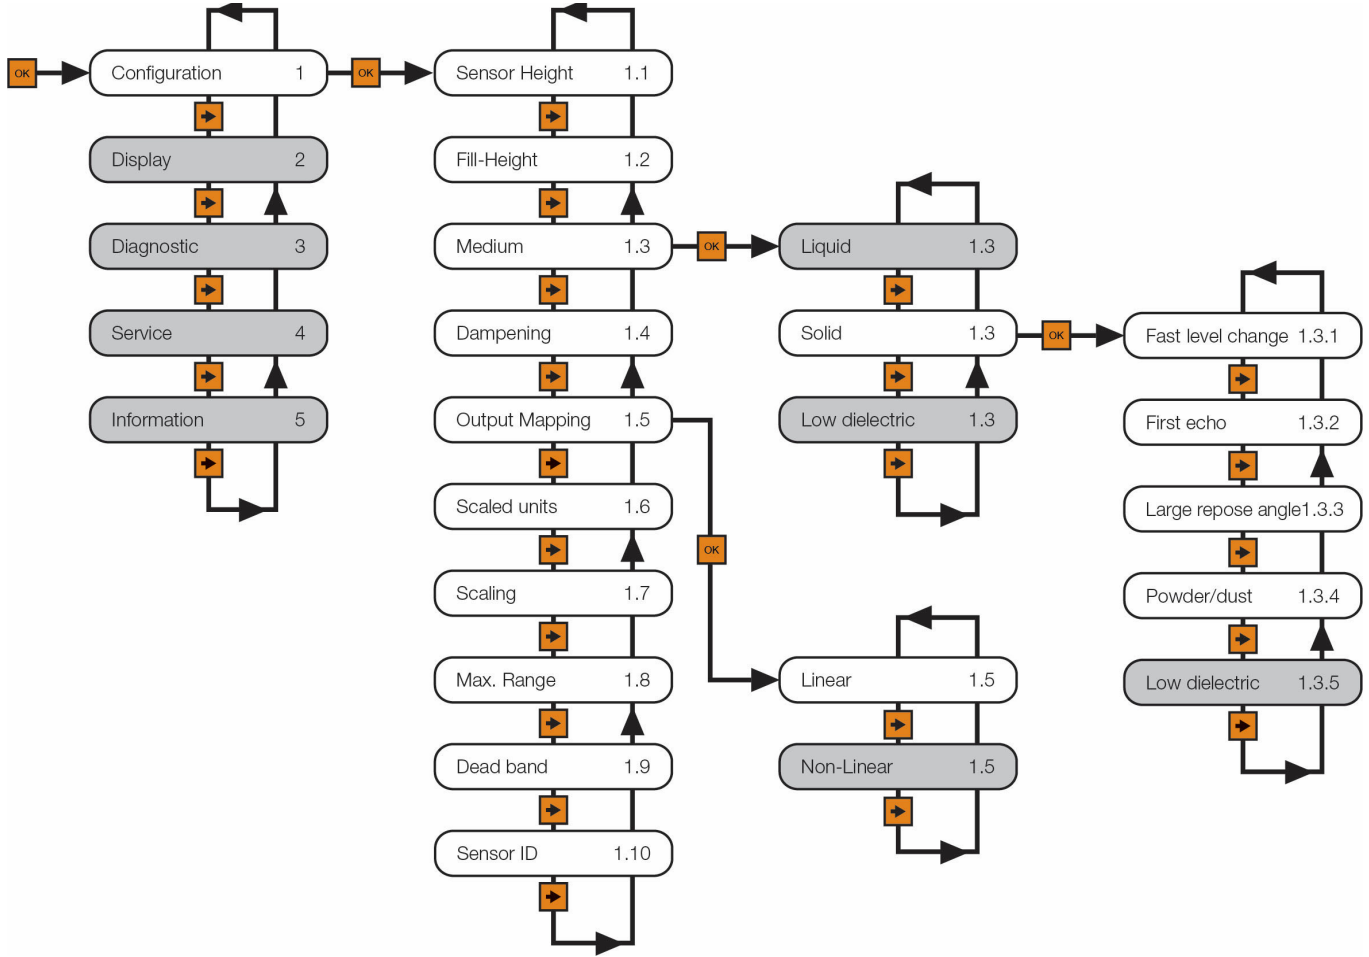 OK
Configuration 1
OK
Display 2
Diagnostic 3
Service 4
Information 5
Sensor Height 1.1
Fill-Height 1.2
Medium 1.3
OK
Dampening 1.4
Output Mapping 1.5
OK
Scaled units 1.6
Scaling 1.7
Max. Range 1.8
Dead band 1.9
Sensor ID 1.10
Liquid 1.3
Solid 1.3
OK
Low dielectric 1.3
Linear 1.5
Non-Linear 1.5
Fast level change 1.3.1
First echo 1.3.2
Large repose angle1.3.3
Powder/dust 1.3.4
Low dielectric 1.3.5